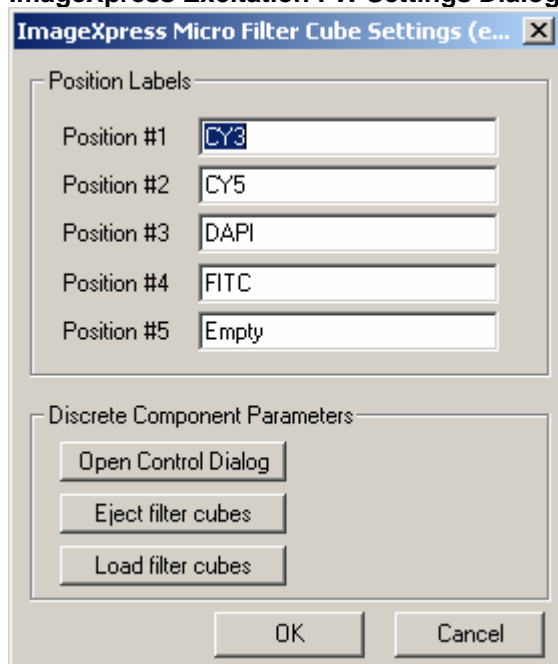 ImageXpress Excitation FW Settings Dialog
ImageXpress Micro Filter Cube Settings (e...
Position Labels
Position #1 CY3
Position #2 CY5
Position #3 DAPI
Position #4 FITC
Position #5 Empty
Discrete Component Parameters
Open Control Dialog
Eject filter cubes
Load filter cubes
OK Cancel